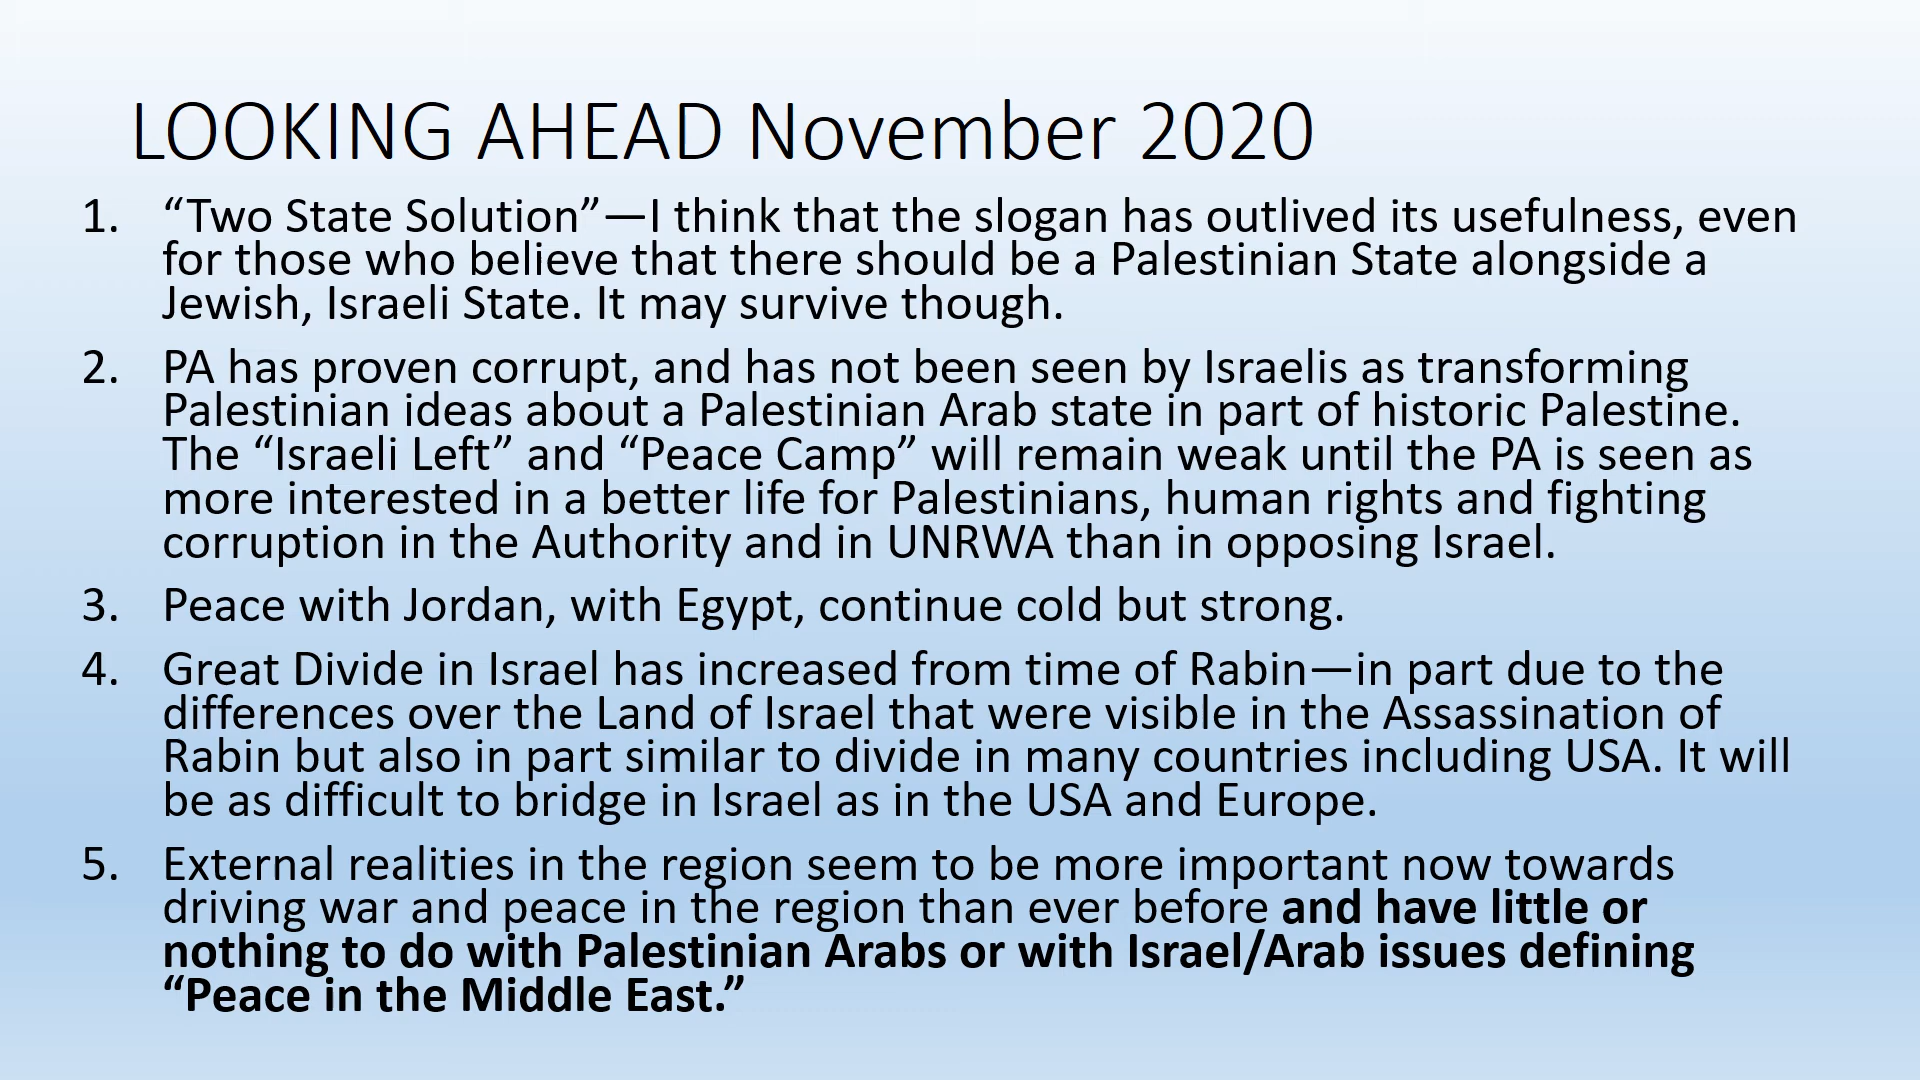 LOOKING AHEAD November 2020
1. “Two State Solution”—I think that the slogan has outlived its usefulness, even
for those who believe that there should be a Palestinian State alongside a
Jewish, Israeli State. It may survive though.
2. PA has proven corrupt, and has not been seen by Israelis as transforming
Palestinian ideas about a Palestinian Arab state in part of historic Palestine.
The “Israeli Left” and “Peace Camp” will remain weak until the PA is seen as
more interested in a better life for Palestinians, human rights and fighting
corruption in the Authority and in UNRWA than in opposing Israel.
3. Peace with Jordan, with Egypt, continue cold but strong.
4. Great Divide in Israel has increased from time of Rabin—in part due to the
differences over the Land of Israel that were visible in the Assassination of
Rabin but also in part similar to divide in many countries including USA. It will
be as difficult to bridge in Israel as in the USA and Europe.
5. External realities in the region seem to be more important now towards
driving war and peace in the region than ever before and have little or
nothing to do with Palestinian Arabs or with Israel/Arab issues defining
“Peace in the Middle East.”